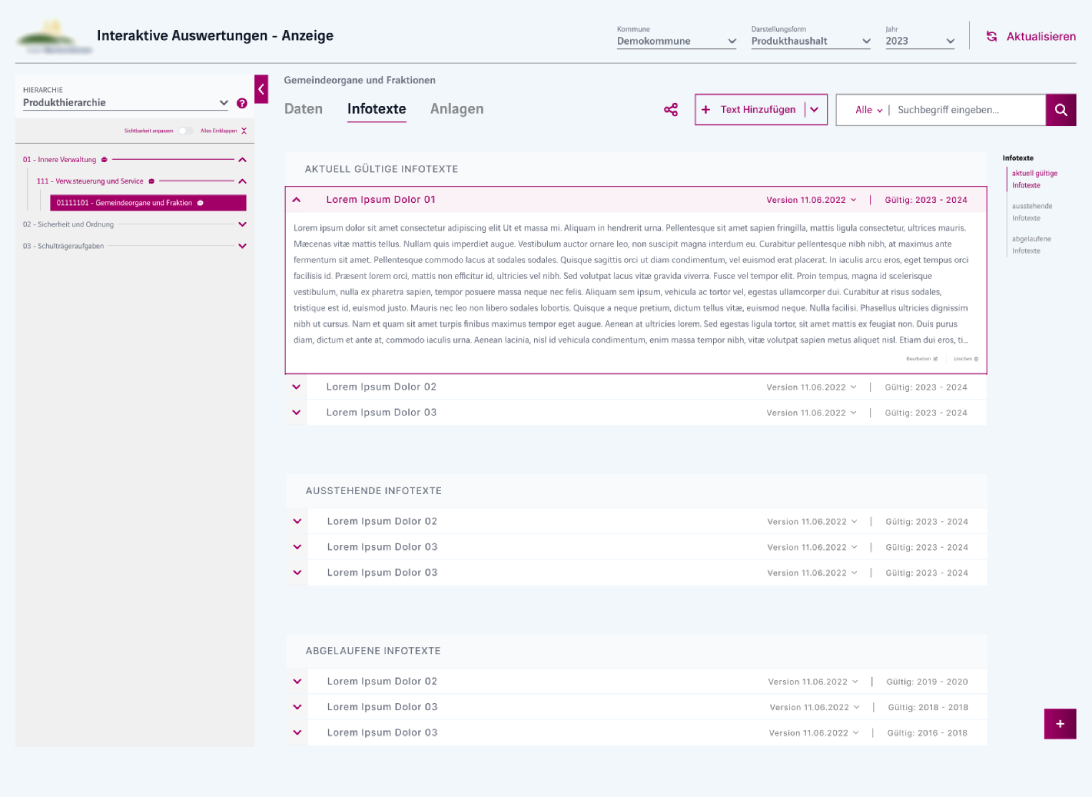 Interaktive Auswertungen - Anzeige
Kommune
Demokommune
Darstellungsform
Produkthaushalt
Jahr
2023
Aktualisieren
HIERARCHIE
Produkthierarchie
?
Sichtbarkeit anpassen
Alles Einklappen
01 - Innere Verwaltung
111 - Verw.steuerung und Service
01111101 - Gemeindeorgane und Fraktion
02 - Sicherheit und Ordnung
03 - Schulträgeraufgaben
Gemeindeorgane und Fraktionen
Daten Infotexte Anlagen
+ Text Hinzufügen
Alle | Suchbegriff eingeben...
AKTUELL GÜLTIGE INFOTEXTE
Lorem Ipsum Dolor 01 Version 11.06.2022 | Gültig: 2023 - 2024
Lorem ipsum dolor sit amet consectetur adipiscing elit Ut et massa mi. Aliquam in hendrerit urna. Pellentesque sit amet sapien fringilla, mattis ligula consectetur, ultrices mauris.
Mæcenas vitae mattis tellus. Nullam quis imperdiet augue. Vestibulum auctor ornare leo, non suscipit magna interdum eu. Curabitur pellentesque nibh nibh, at maximus ante
fermentum sit amet. Pellentesque commodo lacus at sodales sodales. Quisque sagittis orci ut diam condimentum, vel euismod erat placerat. In iaculis arcu eros, eget tempus orci
facilisis id. Præsent lorem orci, mattis non efficitur id, ultricies vel nibh. Sed volutpat lacus vitæ gravida viverra. Fusce vel tempor elit. Proin tempus, magna id scelerisque
vestibulum, nulla ex pharetra sapien, tempor posuere massa neque nec felis. Aliquam sem ipsum, vehicula ac tortor vel, egestas ullamcorper dui. Curabitur at risus sodales,
tristique est id, euismod justo. Mauris nec leo non libero sodales lobortis. Quisque a neque pretium, dictum tellus vitæ, euismod neque. Nulla facilisi. Phasellus ultricies dignissim
nibh ut cursus. Nam et quam sit amet turpis finibus maximus tempor eget augue. Aenean at ultricies lorem. Sed egestas ligula tortor, sit amet mattis ex feugiat non. Duis purus
diam, dictum et ante at, commodo iaculis urna. Aenean lacinia, nisl id vehicula condimentum, enim massa tempor nibh, vitæ volutpat sapien metus aliquet nisl. Etiam dui eros, ti...
Bearbeiten Löschen
Lorem Ipsum Dolor 02 Version 11.06.2022 | Gültig: 2023 - 2024
Lorem Ipsum Dolor 03 Version 11.06.2022 | Gültig: 2023 - 2024
AUSSTEHENDE INFOTEXTE
Lorem Ipsum Dolor 02 Version 11.06.2022 | Gültig: 2023 - 2024
Lorem Ipsum Dolor 03 Version 11.06.2022 | Gültig: 2023 - 2024
Lorem Ipsum Dolor 03 Version 11.06.2022 | Gültig: 2023 - 2024
ABGELAUFENE INFOTEXTE
Lorem Ipsum Dolor 02 Version 11.06.2022 | Gültig: 2019 - 2020
Lorem Ipsum Dolor 03 Version 11.06.2022 | Gültig: 2018 - 2018
Lorem Ipsum Dolor 03 Version 11.06.2022 | Gültig: 2016 - 2018
Infotexte
aktuell gültige
Infotexte
ausstehende
Infotexte
abgelaufene
Infotexte
+